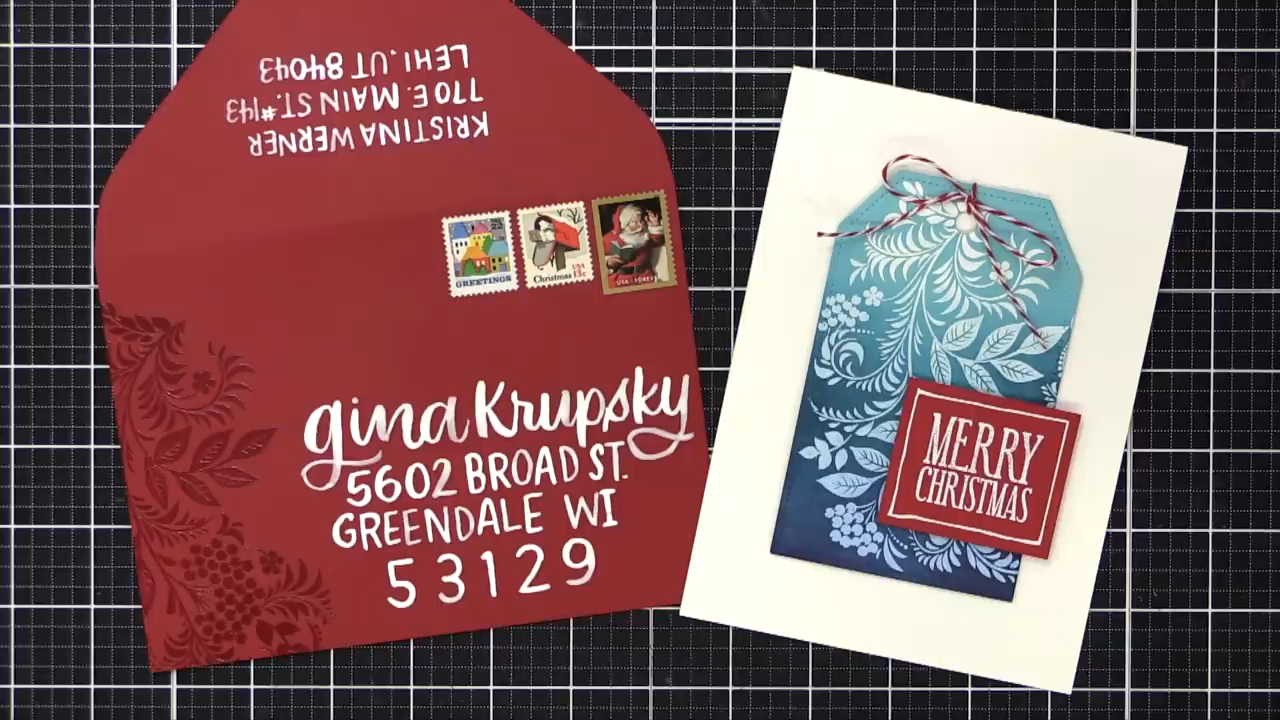 KRISTINA WERNER
770 E. MAIN ST. #143
LEHI, UT 84043
GREETINGS
Christmas
USA
13c
USA • FOREVER
gina Krupsky
5602 BROAD ST.
GREENDALE WI
53129
MERRY
CHRISTMAS